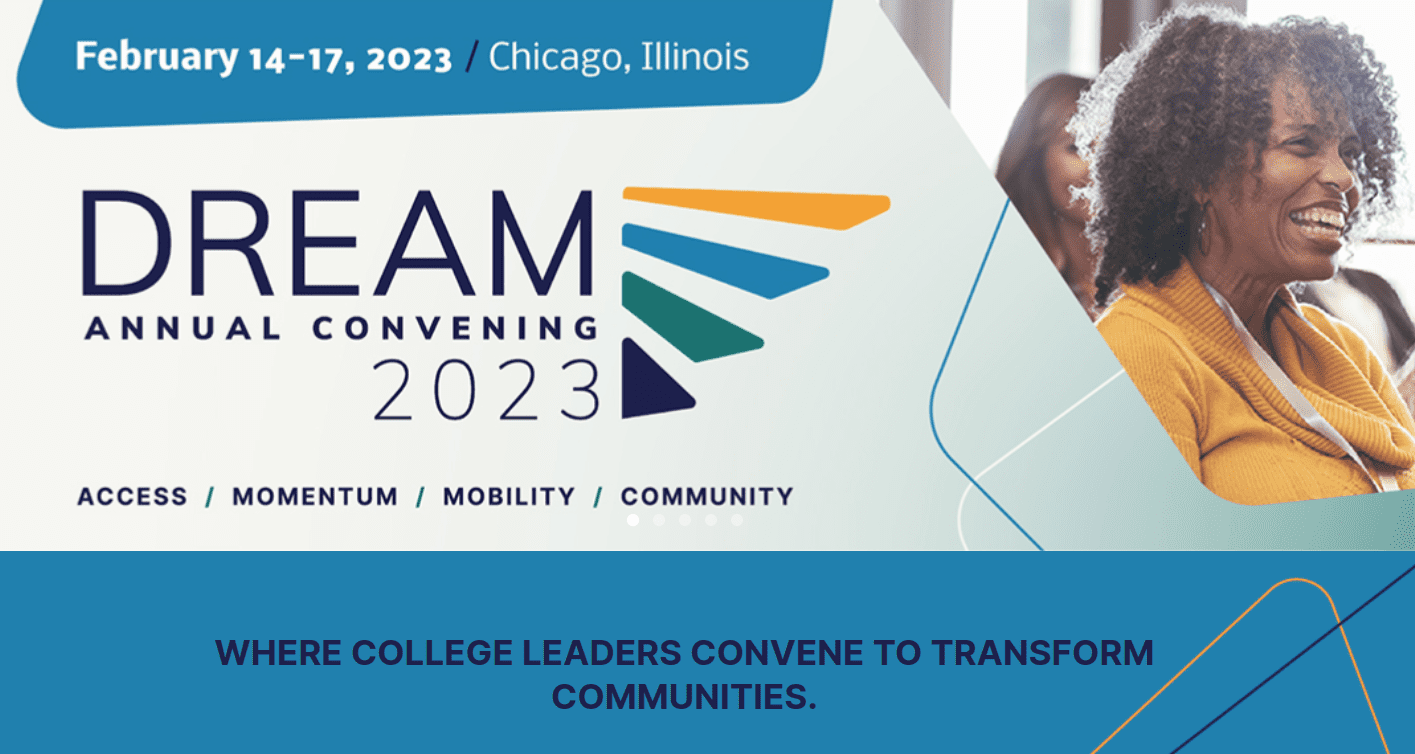 February 14-17, 2023 / Chicago, Illinois
DREAM
ANNUAL CONVENING
2023
ACCESS / MOMENTUM / MOBILITY / COMMUNITY
WHERE COLLEGE LEADERS CONVENE TO TRANSFORM
COMMUNITIES.